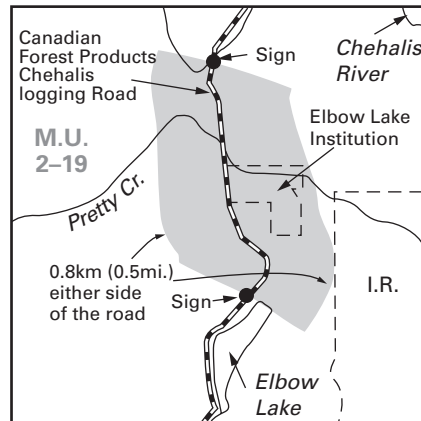 Canadian
Forest Products
Chehalis
logging Road
Sign
Chehalis
River
Elbow Lake
Institution
M.U.
2–19
Pretty Cr.
0.8km (0.5mi.)
either side
of the road
Sign
I.R.
Elbow
Lake